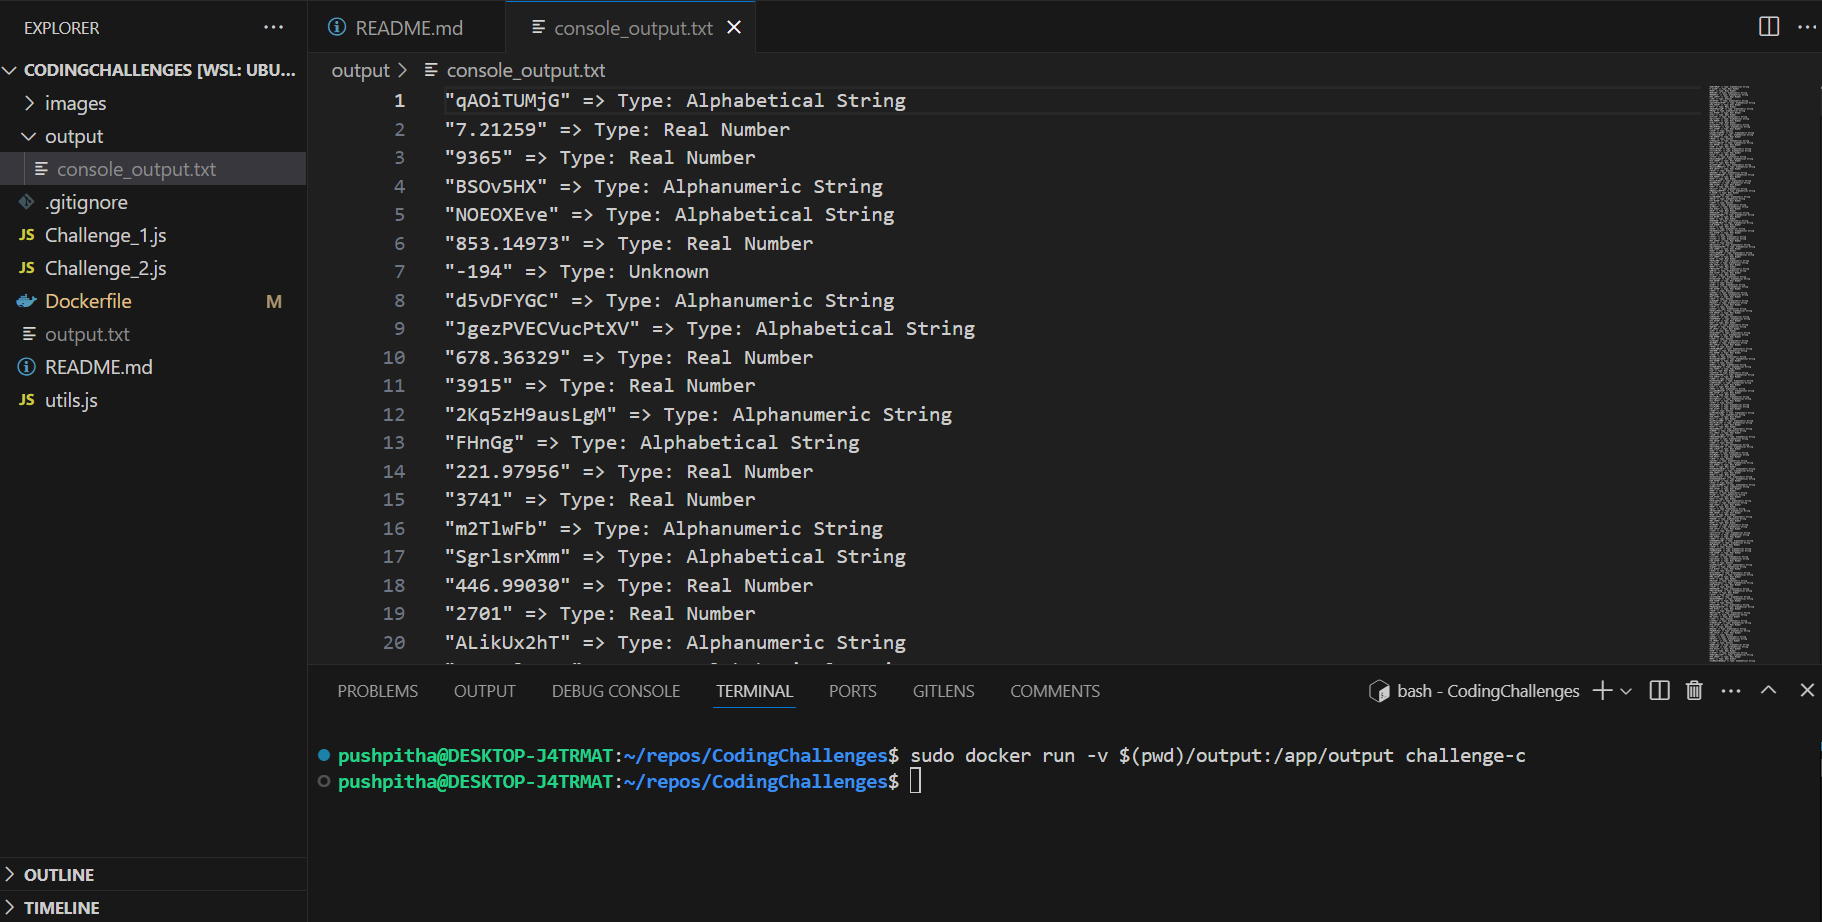 EXPLORER
CODINGCHALLENGES [WSL: UBU...
images
output
console_output.txt
.gitignore
JS Challenge_1.js
JS Challenge_2.js
Dockerfile M
output.txt
README.md
JS utils.js
OUTLINE
TIMELINE
README.md
console_output.txt
output > console_output.txt
1 "qAOiTUMjG" => Type: Alphabetical String
2 "7.21259" => Type: Real Number
3 "9365" => Type: Real Number
4 "BSOv5HX" => Type: Alphanumeric String
5 "NOEOXEve" => Type: Alphabetical String
6 "853.14973" => Type: Real Number
7 "-194" => Type: Unknown
8 "d5vDFYGC" => Type: Alphanumeric String
9 "JgezPVECVucPtXV" => Type: Alphabetical String
10 "678.36329" => Type: Real Number
11 "3915" => Type: Real Number
12 "2Kq5zH9ausLgM" => Type: Alphanumeric String
13 "FHnGg" => Type: Alphabetical String
14 "221.97956" => Type: Real Number
15 "3741" => Type: Real Number
16 "m2TlwFb" => Type: Alphanumeric String
17 "SgrlsrXmm" => Type: Alphabetical String
18 "446.99030" => Type: Real Number
19 "2701" => Type: Real Number
20 "ALikUx2hT" => Type: Alphanumeric String
PROBLEMS OUTPUT DEBUG CONSOLE TERMINAL PORTS GITLENS COMMENTS bash - CodingChallenges
pushpitha@DESKTOP-J4TRMAT:~/repos/CodingChallenges$ sudo docker run -v $(pwd)/output:/app/output challenge-c
pushpitha@DESKTOP-J4TRMAT:~/repos/CodingChallenges$